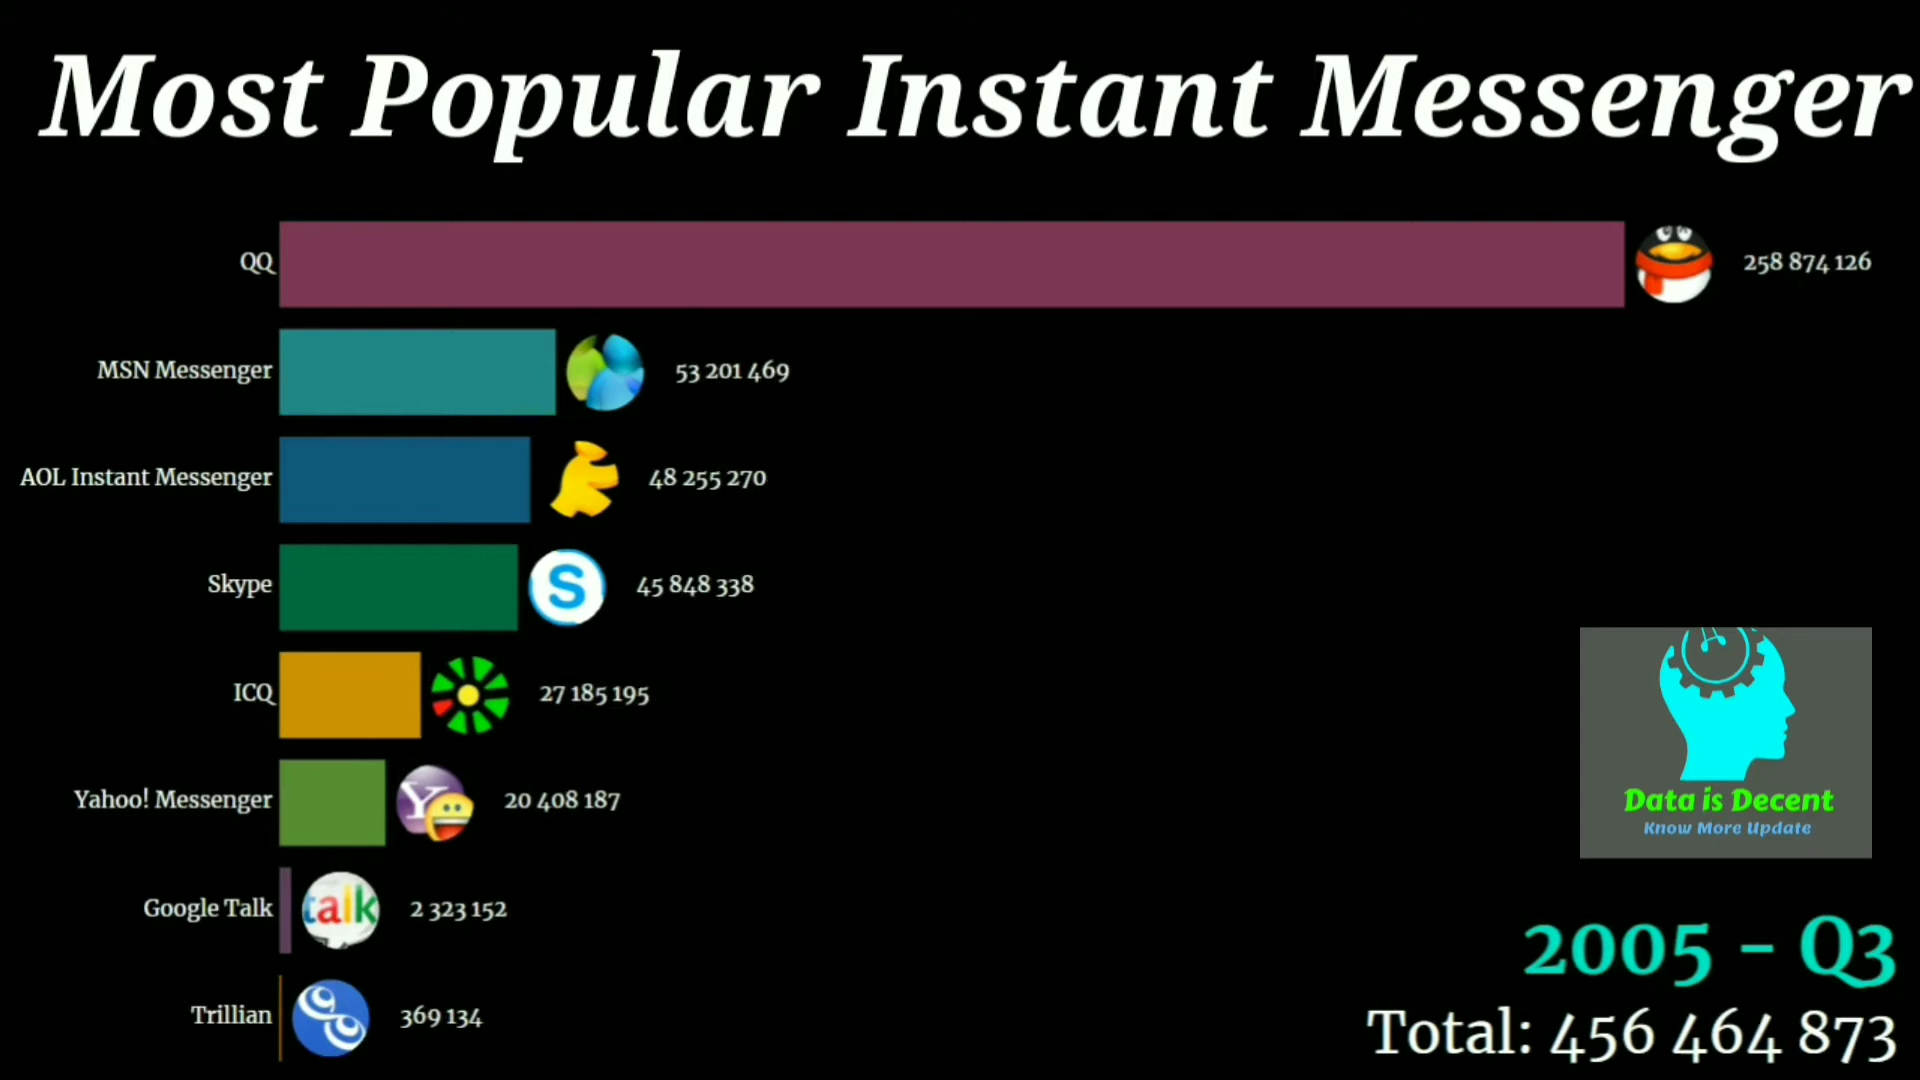 Most Popular Instant Messenger
QQ 258 874 126
MSN Messenger 53 201 469
AOL Instant Messenger 48 255 270
Skype S 45 848 338
ICQ 27 185 195
Yahoo! Messenger Y 20 408 187
Google Talk talk 2 323 152
Trillian 369 134
Data is Decent
Know More Update
2005 - Q3
Total: 456 464 873